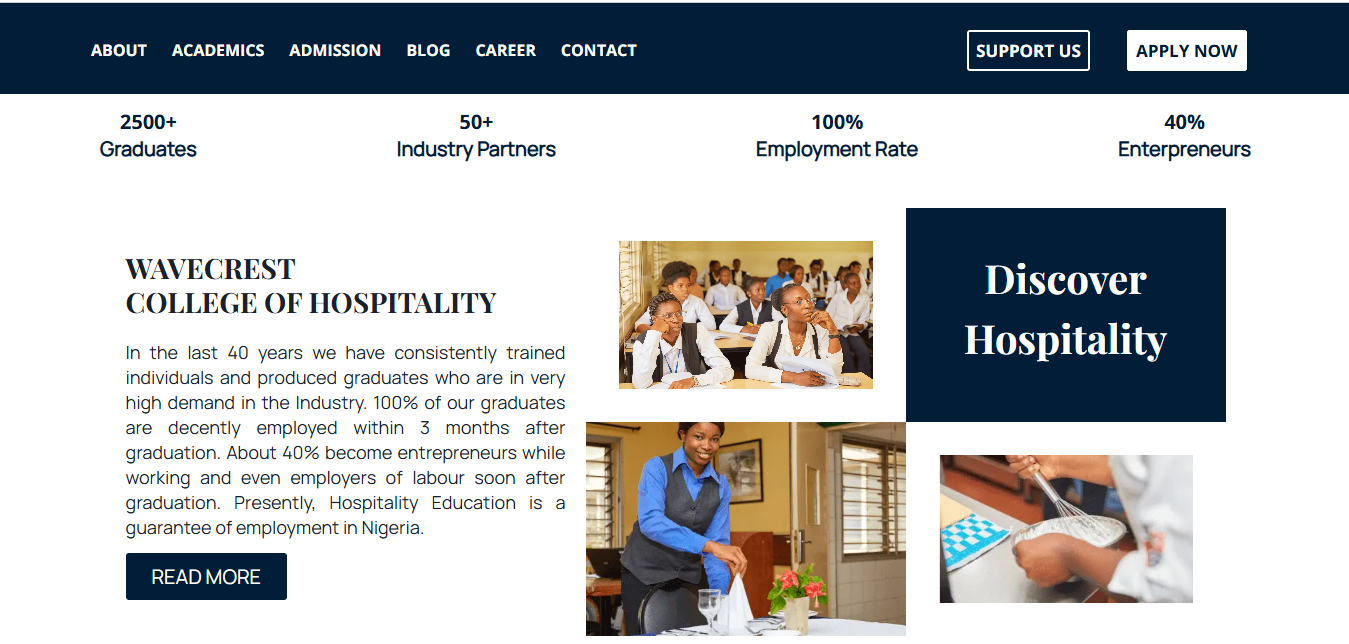 ABOUT ACADEMICS ADMISSION BLOG CAREER CONTACT SUPPORT US APPLY NOW
2500+ 50+ 100% 40%
Graduates Industry Partners Employment Rate Enterpreneurs
WAVECREST
COLLEGE OF HOSPITALITY
In the last 40 years we have consistently trained
individuals and produced graduates who are in very
high demand in the Industry. 100% of our graduates
are decently employed within 3 months after
graduation. About 40% become entrepreneurs while
working and even employers of labour soon after
graduation. Presently, Hospitality Education is a
guarantee of employment in Nigeria.
READ MORE
Discover
Hospitality